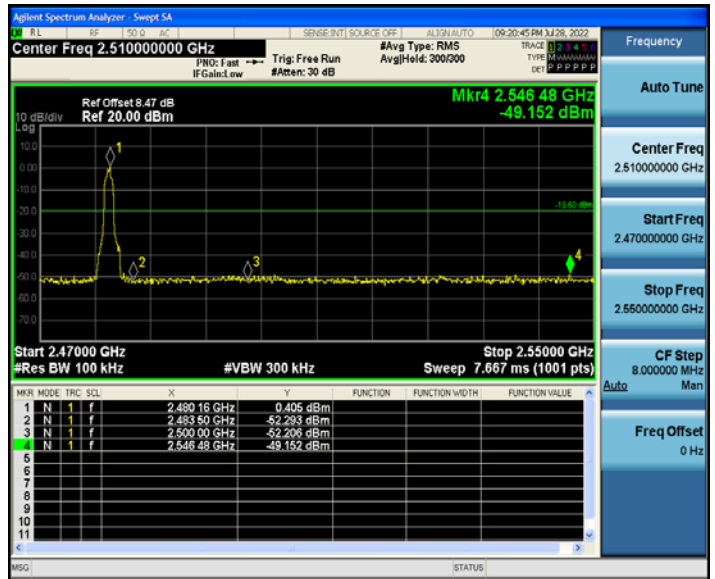 Agilent Spectrum Analyzer - Swept SA
RL RF 50 Ω AC SENSE:INT SOURCE OFF ALIGN AUTO 09:20:45 PM Jul 28, 2022
Center Freq 2.510000000 GHz
PNO: Fast
IFGain:Low
Trig: Free Run
#Atten: 30 dB
#Avg Type: RMS
Avg|Hold: 300/300
TRACE 1 2 3 4 5 6
TYPE M
DET P P P P P P
Ref Offset 8.47 dB
10 dB/div Ref 20.00 dBm
Log
Mkr4 2.546 48 GHz
-49.152 dBm
10.0
0.00
-10.0
-20.0
-30.0
-40.0
-50.0
-60.0
-70.0
1
2
3
4
-19.60 dBm
Start 2.47000 GHz Stop 2.55000 GHz
#Res BW 100 kHz #VBW 300 kHz Sweep 7.667 ms (1001 pts)
MKR MODE TRC SCL X Y FUNCTION FUNCTION WIDTH FUNCTION VALUE
1 N 1 f 2.480 16 GHz 0.405 dBm
2 N 1 f 2.483 50 GHz -52.293 dBm
3 N 1 f 2.500 00 GHz -52.206 dBm
4 N 1 f 2.546 48 GHz -49.152 dBm
5
6
7
8
9
10
11
MSG STATUS
Frequency
Auto Tune
Center Freq
2.510000000 GHz
Start Freq
2.470000000 GHz
Stop Freq
2.550000000 GHz
CF Step
8.000000 MHz
Auto Man
Freq Offset
0 Hz